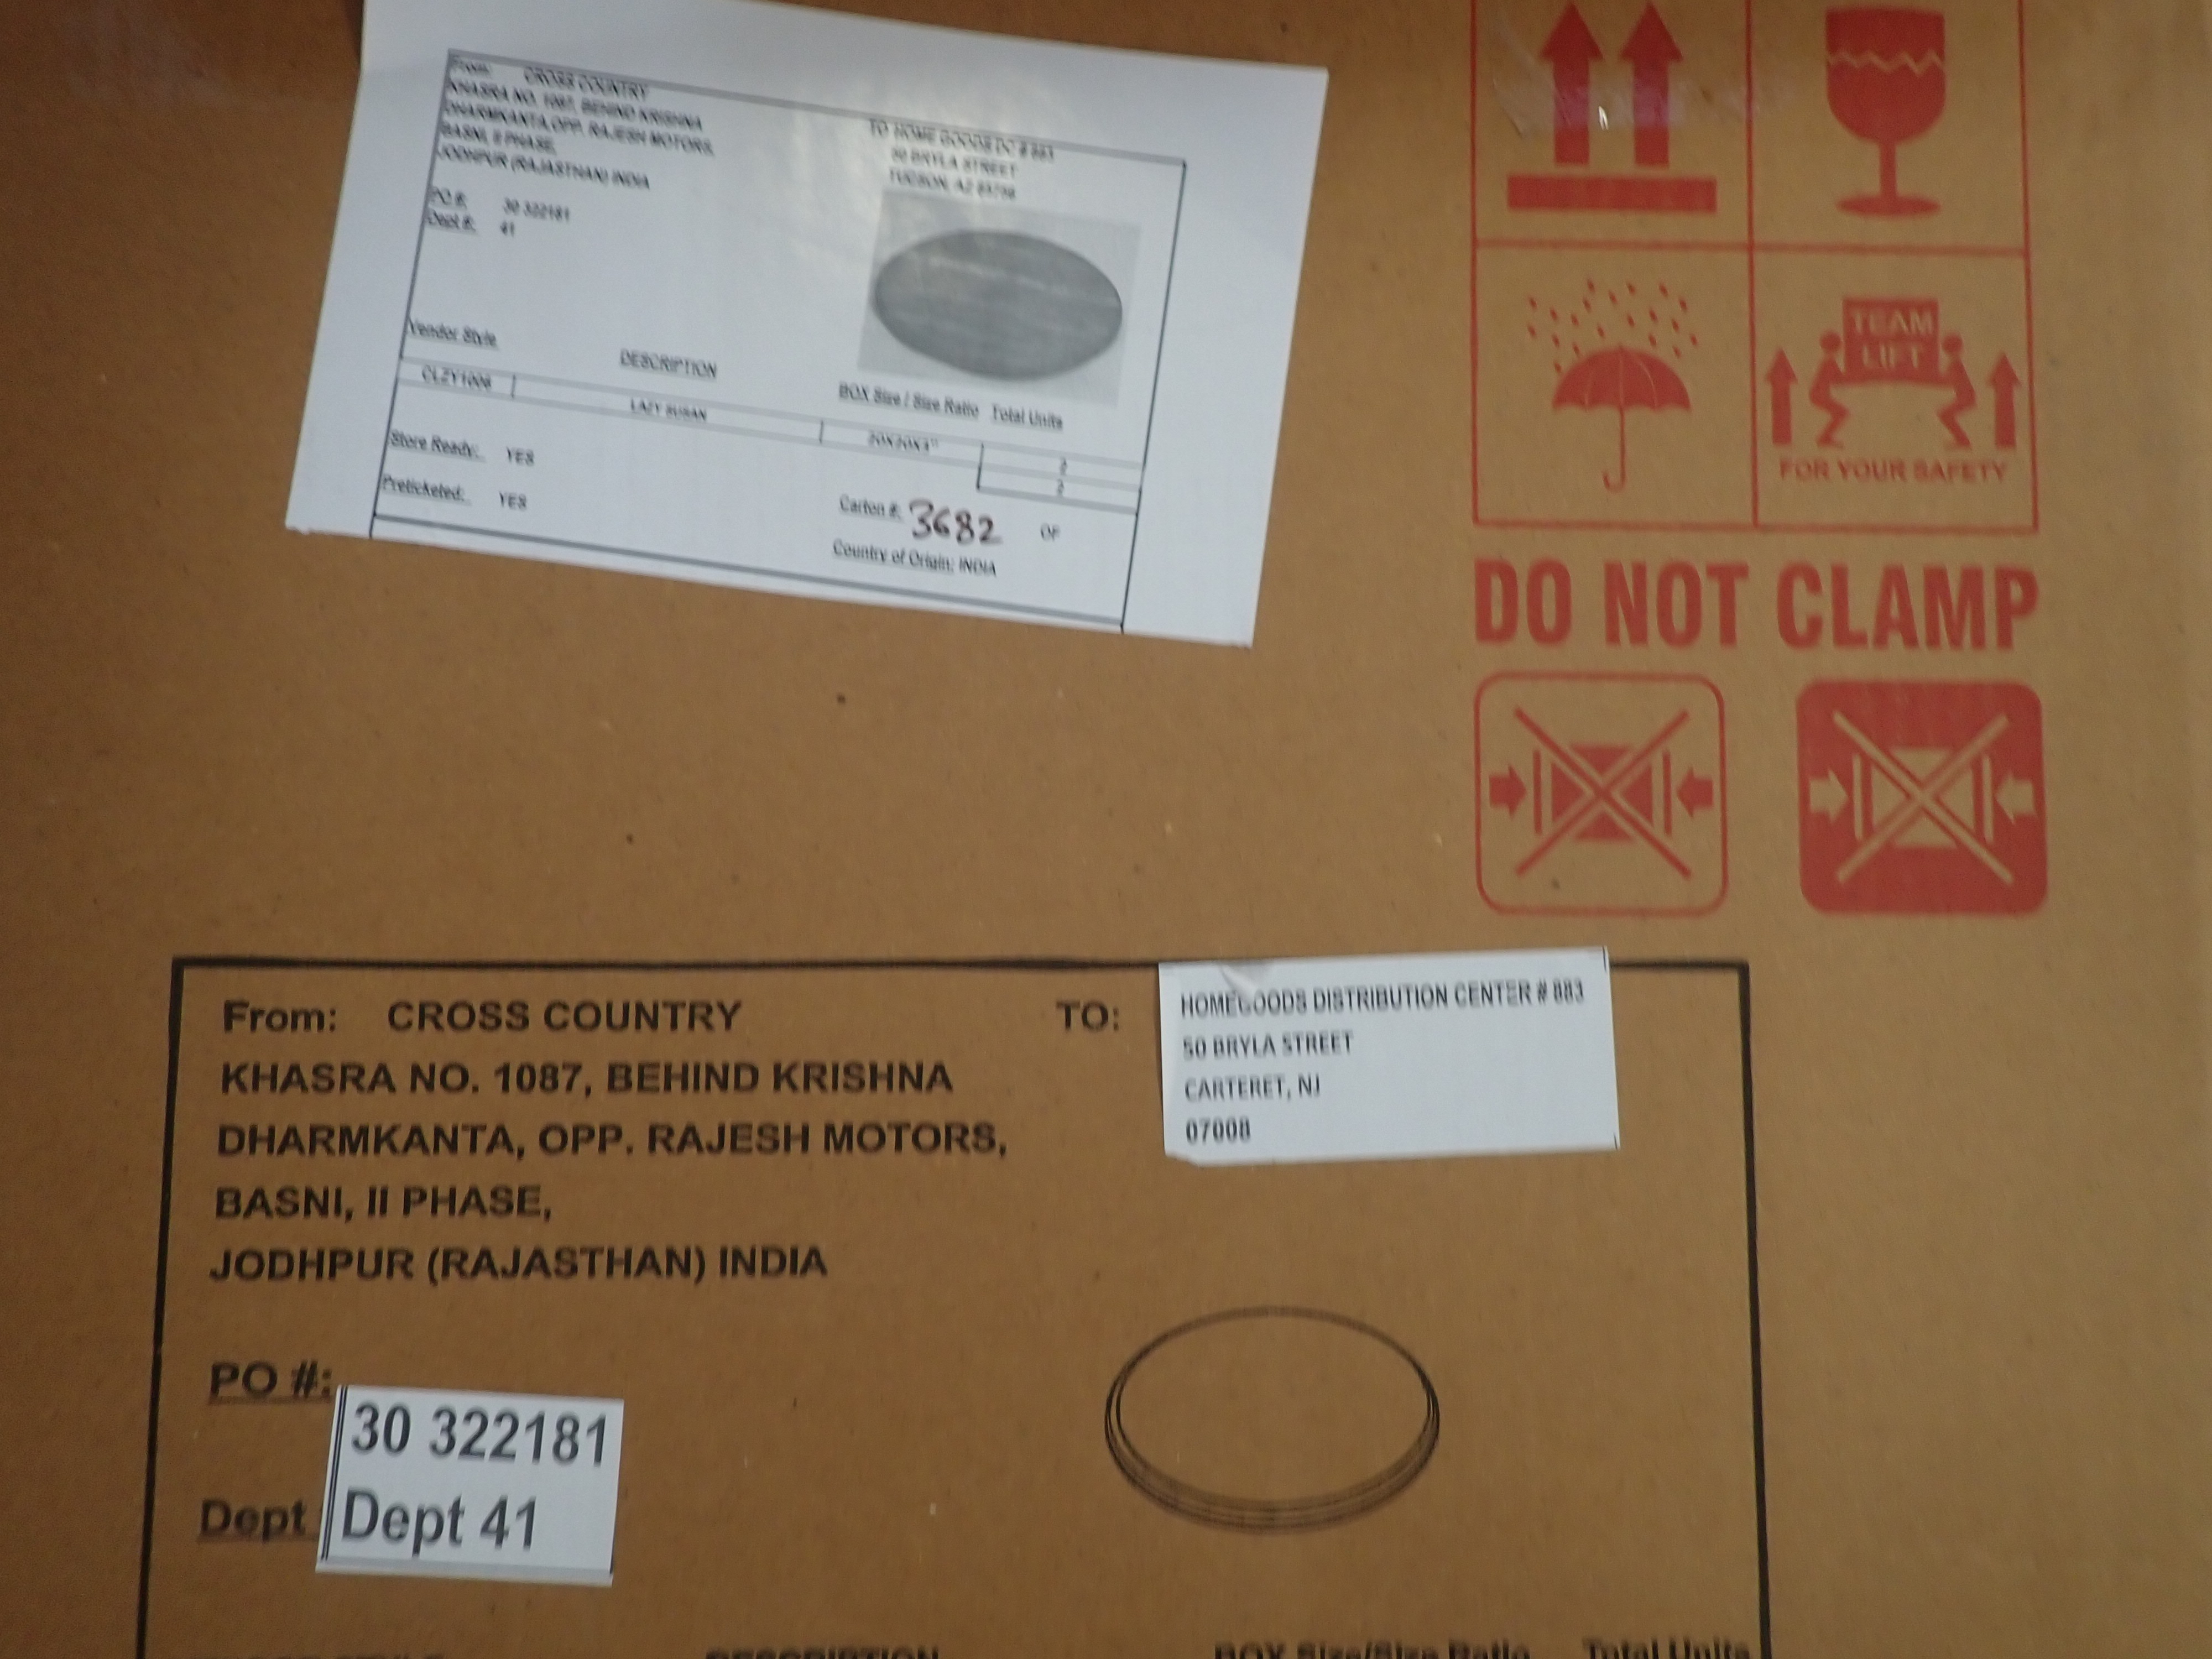 From: CROSS COUNTRY
KHASRA NO. 1087, BEHIND KRISHNA
DHARMKANTA, OPP. RAJESH MOTORS,
BASNI, II PHASE,
JODHPUR (RAJASTHAN) INDIA
TO HOME GOODS DC # 883
50 BRYLA STREET
TUCSON, AZ
PO #: 30 322181
Dept #: 41
Vendor Style DESCRIPTION BOX Size / Size Ratio Total Units
CLZY1006 LAZY SUSAN 2
2
Store Ready: YES
Preticketed: YES
Carton #: 3682 OF
Country of Origin: INDIA
TEAM
LIFT
FOR YOUR SAFETY
DO NOT CLAMP
From: CROSS COUNTRY
KHASRA NO. 1087, BEHIND KRISHNA
DHARMKANTA, OPP. RAJESH MOTORS,
BASNI, II PHASE,
JODHPUR (RAJASTHAN) INDIA
TO:
HOMEGOODS DISTRIBUTION CENTER # 883
50 BRYLA STREET
CARTERET, NJ
07008
PO #:
30 322181
Dept
Dept 41
DESCRIPTION BOX Size/Size Ratio Total Units